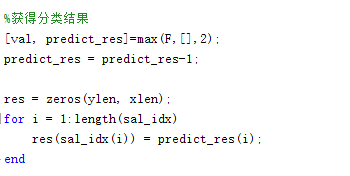 %获得分类结果
[val, predict_res]=max(F,[],2);
predict_res = predict_res-1;
res = zeros(ylen, xlen);
for i = 1:length(sal_idx)
res(sal_idx(i)) = predict_res(i);
end